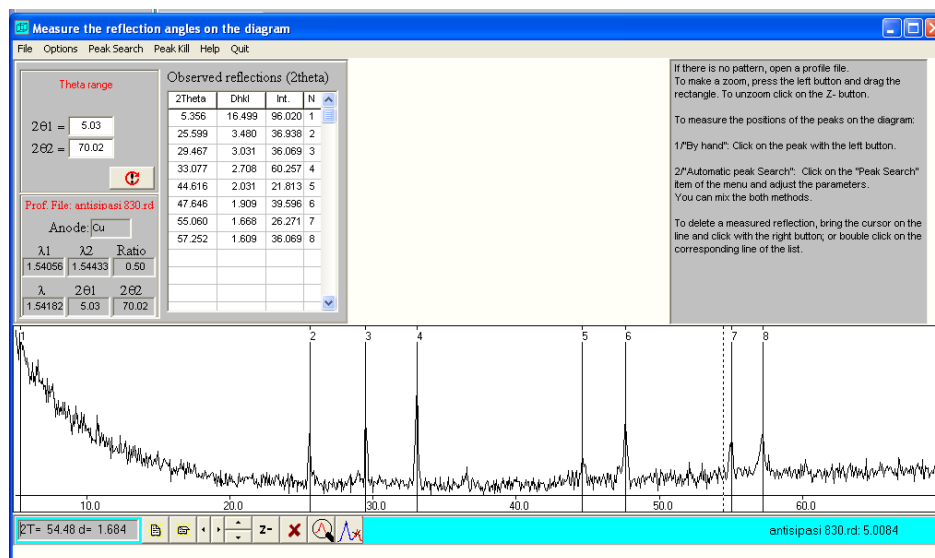 Measure the reflection angles on the diagram
File Options Peak Search Peak Kill Help Quit
Theta range
2θ1 = 5.03
2θ2 = 70.02
Prof. File: antisipasi 830.rd
Anode: Cu
λ1 λ2 Ratio
1.54056 1.54433 0.50
λ 2θ1 2θ2
1.54182 5.03 70.02
Observed reflections (2theta)
2Theta Dhkl Int. N
5.356 16.499 96.020 1
25.599 3.480 36.938 2
29.467 3.031 36.069 3
33.077 2.708 60.257 4
44.616 2.031 21.813 5
47.646 1.909 39.596 6
55.060 1.668 26.271 7
57.252 1.609 36.069 8
If there is no pattern, open a profile file.
To make a zoom, press the left button and drag the
rectangle. To unzoom click on the Z- button.
To measure the positions of the peaks on the diagram:
1/"By hand": Click on the peak with the left button.
2/"Automatic peak Search": Click on the "Peak Search"
item of the menu and adjust the parameters.
You can mix the both methods.
To delete a measured reflection, bring the cursor on the
line and click with the right button; or bouble click on the
corresponding line of the list.
1 2 3 4 5 6 7 8
10.0 20.0 30.0 40.0 50.0 60.0
2T= 54.48 d= 1.684
Z-
antisipasi 830.rd: 5.0084